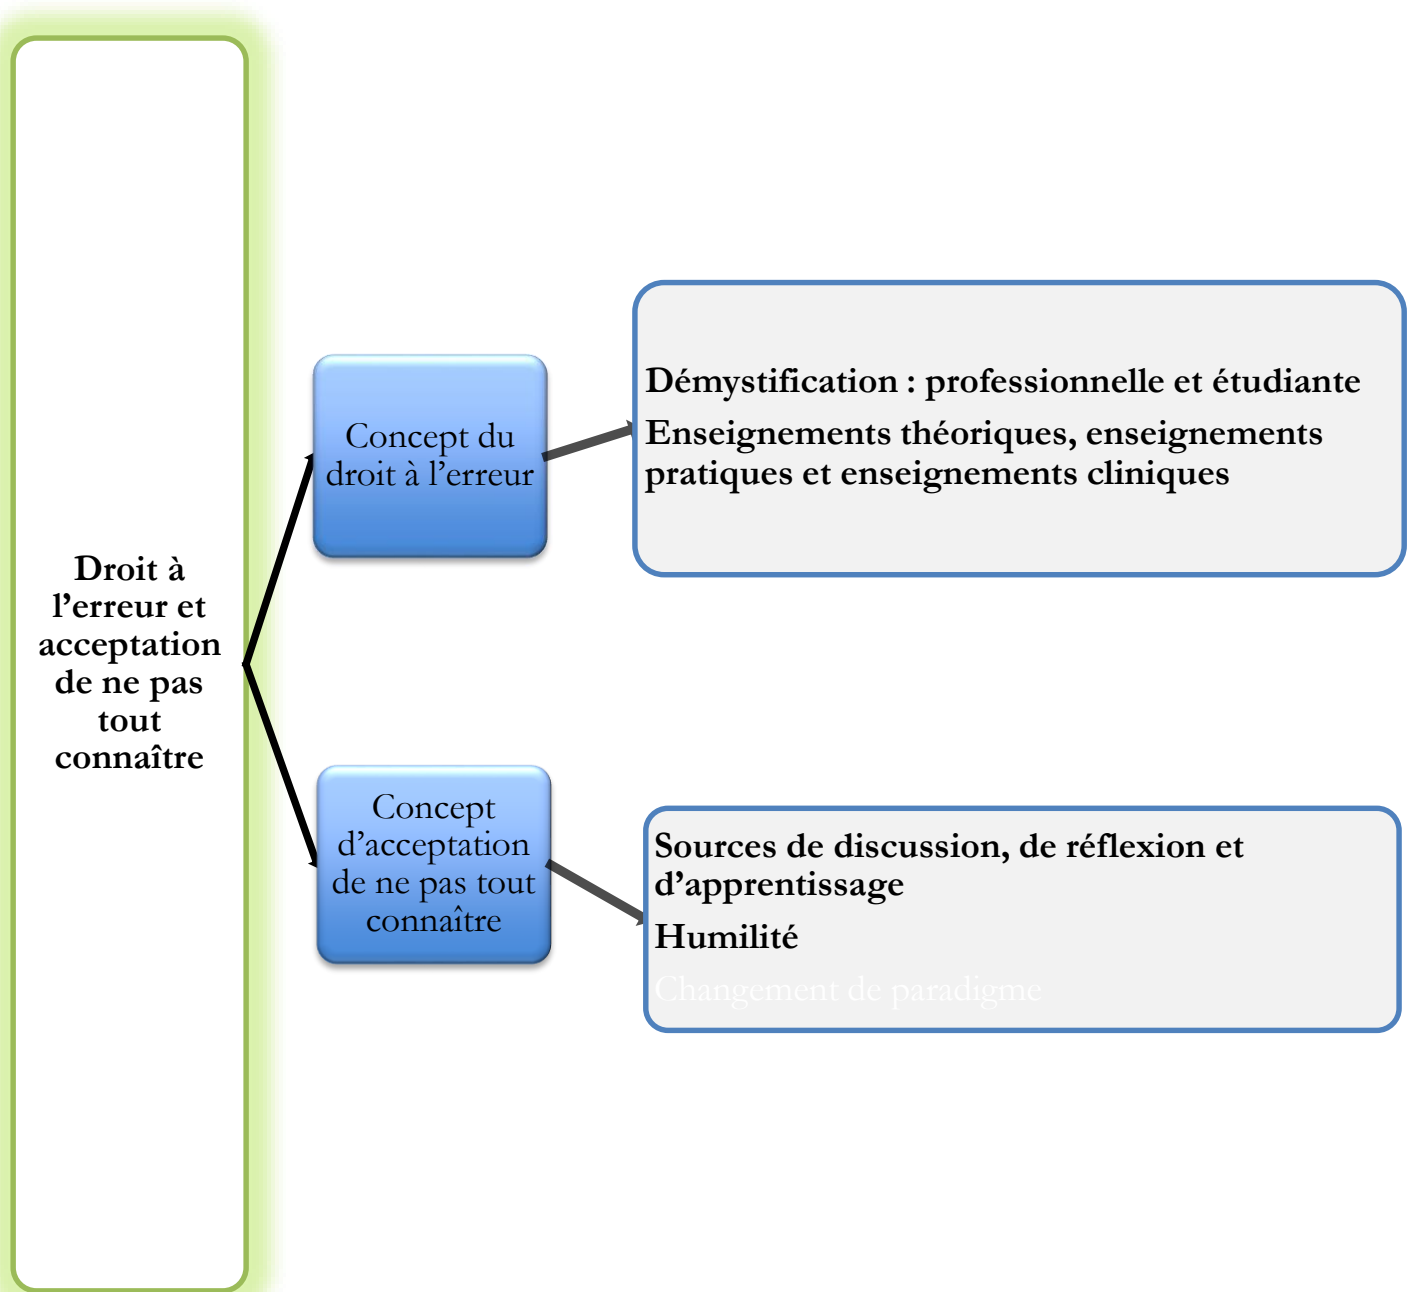 Droit à
l’erreur et
acceptation
de ne pas
tout
connaître
Concept du
droit à l’erreur
Démystification : professionnelle et étudiante
Enseignements théoriques, enseignements
pratiques et enseignements cliniques
Concept
d’acceptation
de ne pas tout
connaître
Sources de discussion, de réflexion et
d’apprentissage
Humilité
Changement de paradigme